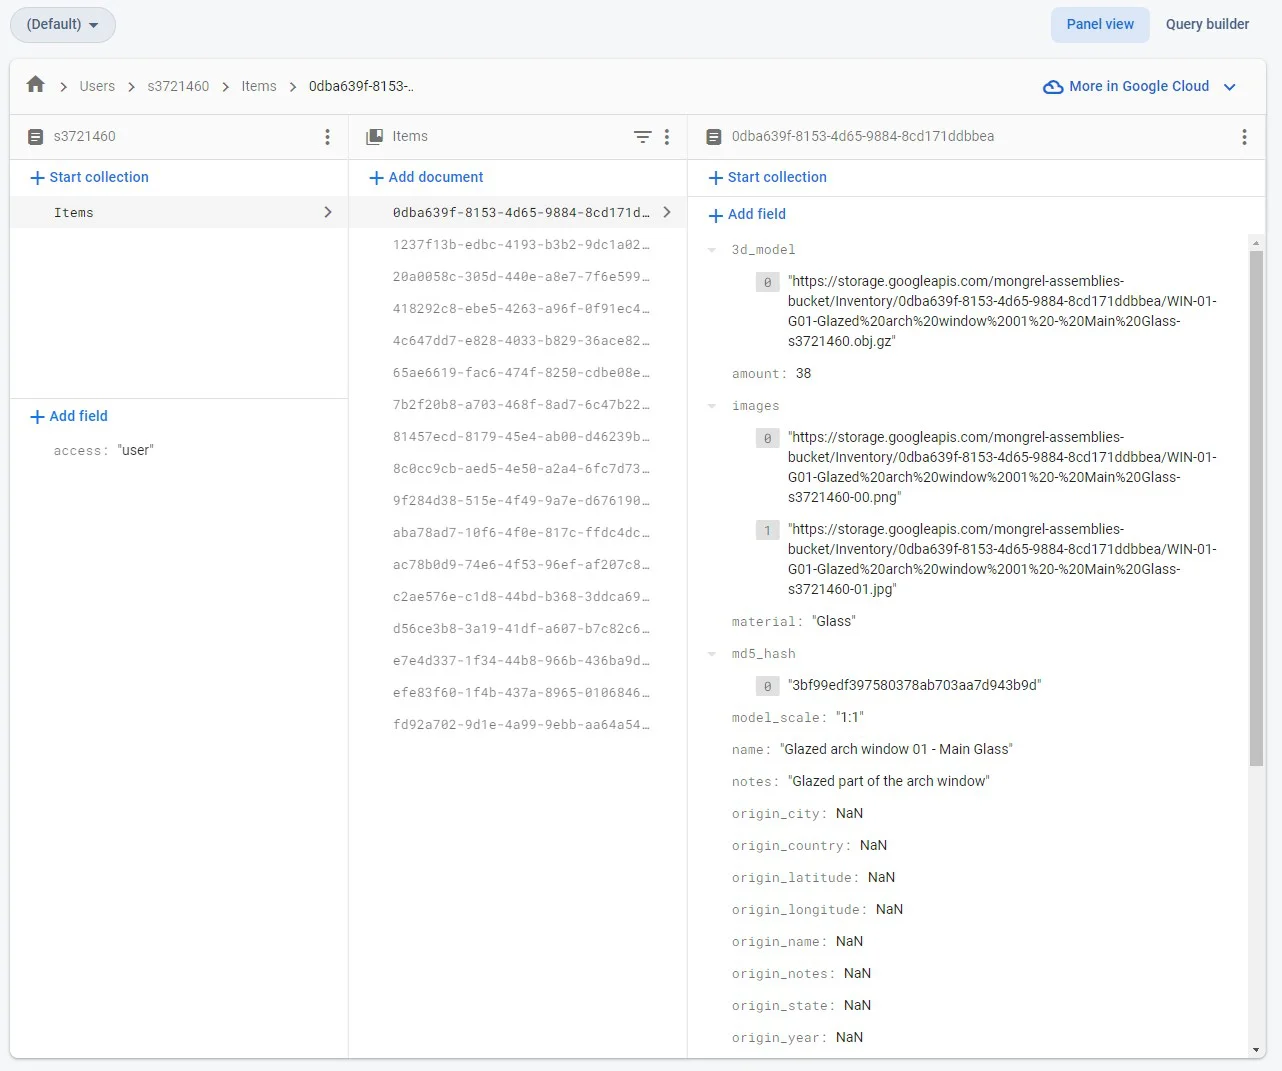 (Default)
Panel view
Query builder
Users
s3721460
Items
0dba639f-8153-..
More in Google Cloud
s3721460
Start collection
Items
Add field
access: "user"
Items
Add document
0dba639f-8153-4d65-9884-8cd171d…
1237f13b-edbc-4193-b3b2-9dc1a02…
20a0058c-305d-440e-a8e7-7f6e599…
418292c8-ebe5-4263-a96f-0f91ec4…
4c647dd7-e828-4033-b829-36ace82…
65ae6619-fac6-474f-8250-cdbe08e…
7b2f20b8-a703-468f-8ad7-6c47b22…
81457ecd-8179-45e4-ab00-d46239b…
8c0cc9cb-aed5-4e50-a2a4-6fc7d73…
9f284d38-515e-4f49-9a7e-d676190…
aba78ad7-10f6-4f0e-817c-ffdc4dc…
ac78b0d9-74e6-4f53-96ef-af207c8…
c2ae576e-c1d8-44bd-b368-3ddca69…
d56ce3b8-3a19-41df-a607-b7c82c6…
e7e4d337-1f34-44b8-966b-436ba9d…
efe83f60-1f4b-437a-8965-0106846…
fd92a702-9d1e-4a99-9ebb-aa64a54…
0dba639f-8153-4d65-9884-8cd171ddbbea
Start collection
Add field
3d_model
0 "https://storage.googleapis.com/mongrel-assemblies-
bucket/Inventory/0dba639f-8153-4d65-9884-8cd171ddbbea/WIN-01-
G01-Glazed%20arch%20window%2001%20-%20Main%20Glass-
s3721460.obj.gz"
amount: 38
images
0 "https://storage.googleapis.com/mongrel-assemblies-
bucket/Inventory/0dba639f-8153-4d65-9884-8cd171ddbbea/WIN-01-
G01-Glazed%20arch%20window%2001%20-%20Main%20Glass-
s3721460-00.png"
1 "https://storage.googleapis.com/mongrel-assemblies-
bucket/Inventory/0dba639f-8153-4d65-9884-8cd171ddbbea/WIN-01-
G01-Glazed%20arch%20window%2001%20-%20Main%20Glass-
s3721460-01.jpg"
material: "Glass"
md5_hash
0 "3bf99edf397580378ab703aa7d943b9d"
model_scale: "1:1"
name: "Glazed arch window 01 - Main Glass"
notes: "Glazed part of the arch window"
origin_city: NaN
origin_country: NaN
origin_latitude: NaN
origin_longitude: NaN
origin_name: NaN
origin_notes: NaN
origin_state: NaN
origin_year: NaN